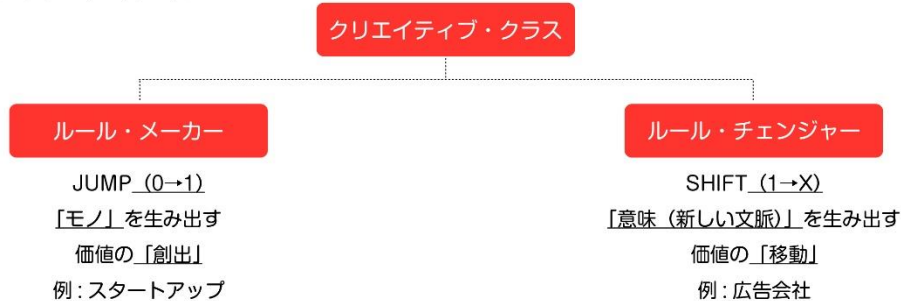 クリエイティブ・クラス
ルール・メーカー
JUMP（0→1）
「モノ」を生み出す
価値の「創出」
例：スタートアップ
ルール・チェンジャー
SHIFT（1→X）
「意味（新しい文脈）」を生み出す
価値の「移動」
例：広告会社